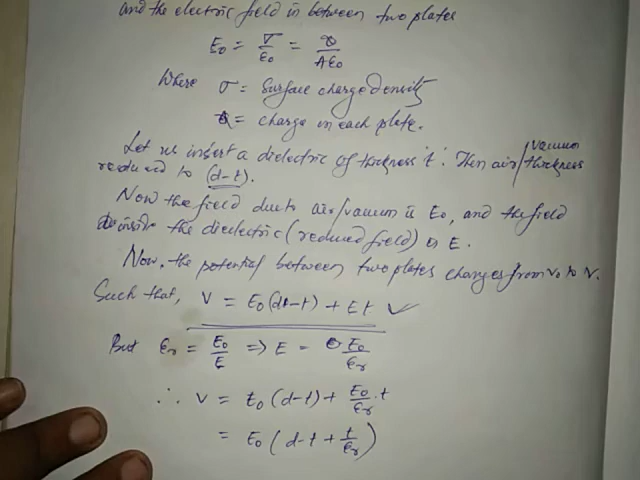 and the electric field in between two plates
E₀ = σ/ε₀ = Q/Aε₀
Where σ = Surface charge density
Q = charge in each plate.
Let us insert a dielectric of thickness 't'. Then air/vacuum thickness
reduced to (d-t).
Now the field due to air/vacuum is E₀, and the field
inside the dielectric (reduced field) is E.
Now, the potential between two plates changes from V₀ to V.
Such that, V = E₀(d-t) + Et ✓
But εr = E₀/E => E = E₀/εr
∴ V = E₀(d-t) + E₀/εr . t
= E₀(d-t + t/εr)